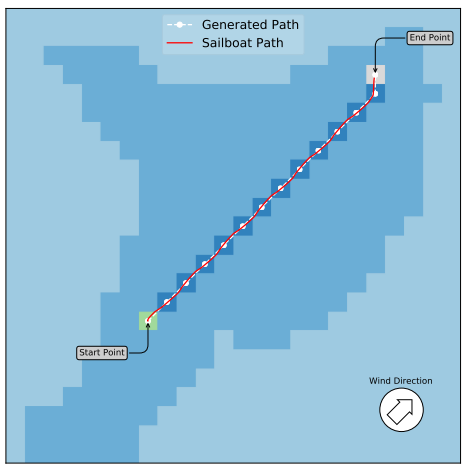 Generated Path
Sailboat Path
End Point
Start Point
Wind Direction